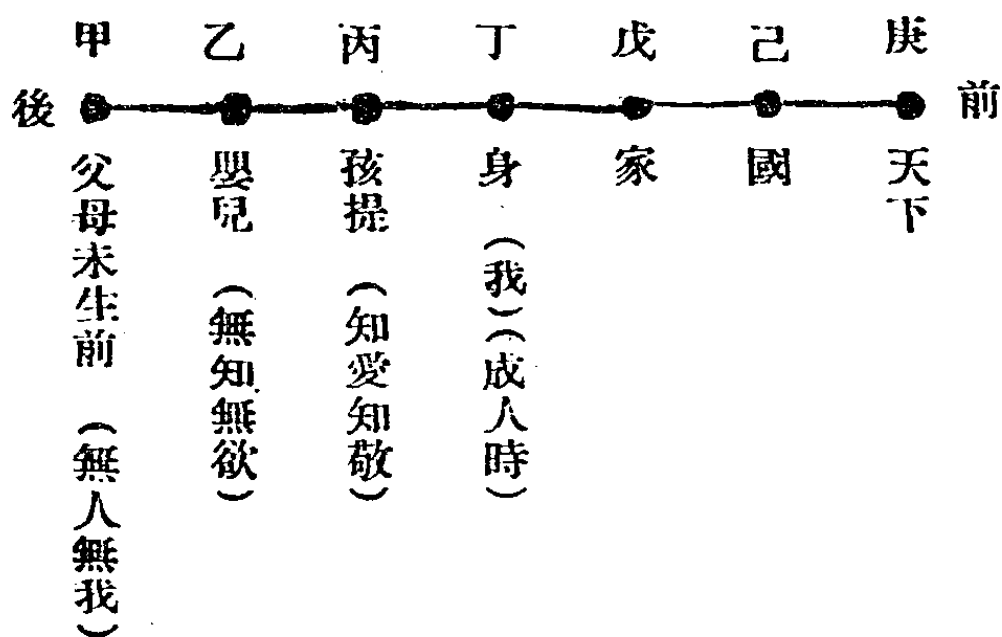 甲 乙 丙 丁 戊 己 庚
後 前
父母未生前 (無人無我)
嬰兒 (無知無欲)
孩提 (知愛知敬)
身 (我)(成人時)
家
國
天下